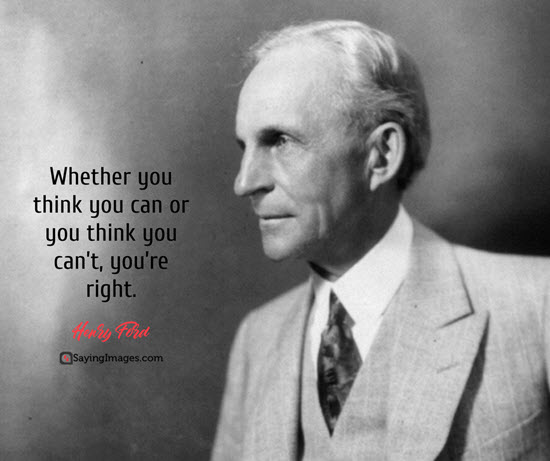 Whether you
think you can or
you think you
can't, you're
right.
Henry Ford
SayingImages.com